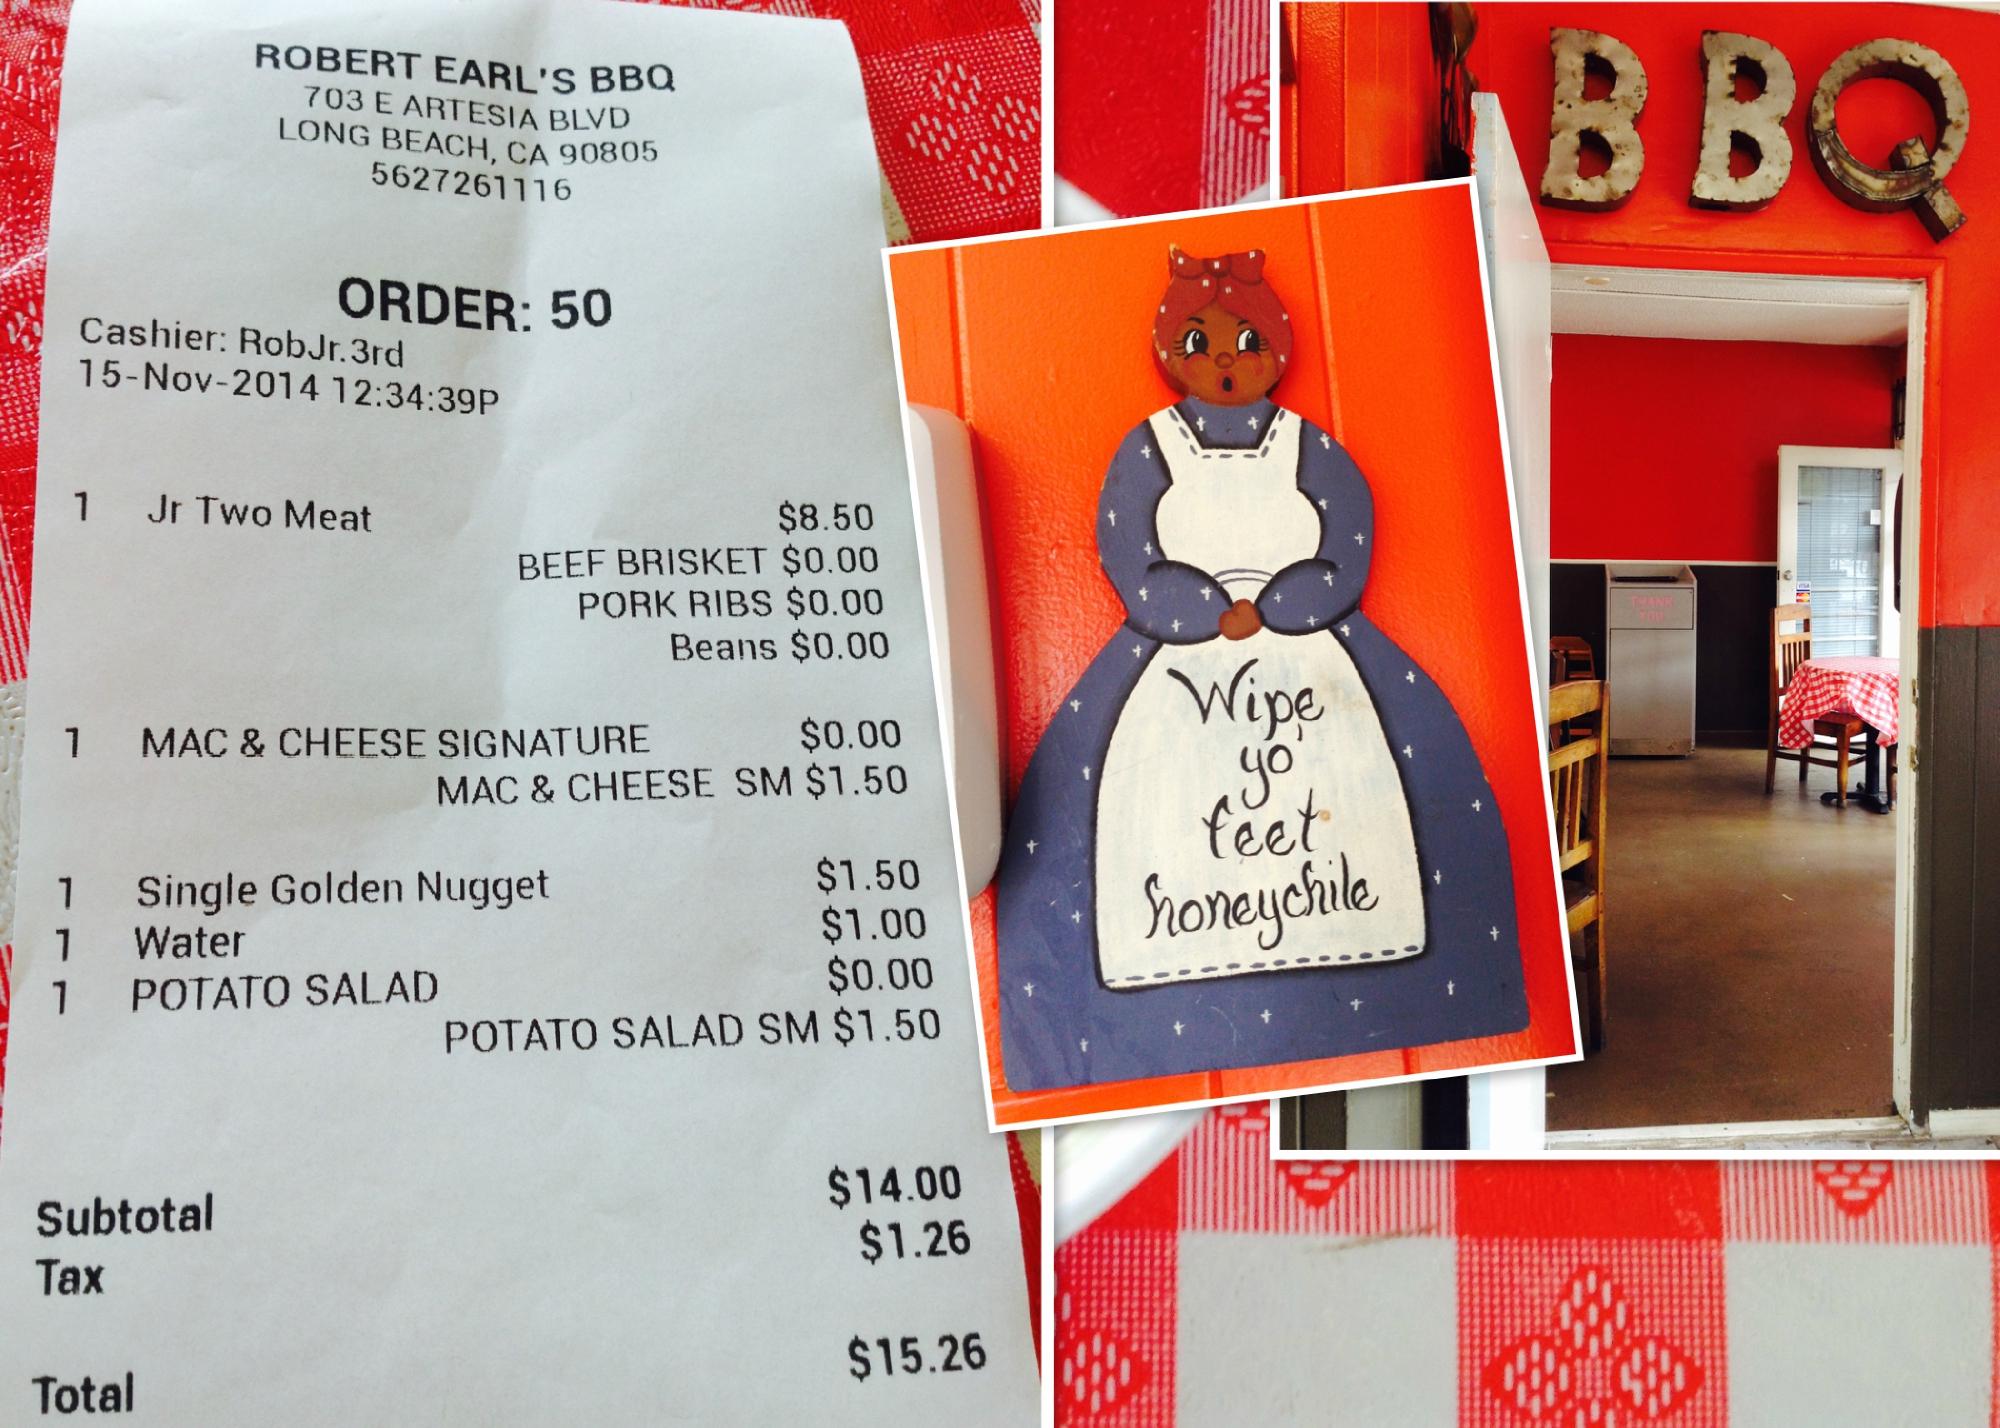 ROBERT EARL'S BBQ
703 E ARTESIA BLVD
LONG BEACH, CA 90805
5627261116
ORDER: 50
Cashier: RobJr.3rd
15-Nov-2014 12:34:39P
1 Jr Two Meat $8.50
BEEF BRISKET $0.00
PORK RIBS $0.00
Beans $0.00
1 MAC & CHEESE SIGNATURE $0.00
MAC & CHEESE SM $1.50
1 Single Golden Nugget $1.50
1 Water $1.00
1 POTATO SALAD $0.00
POTATO SALAD SM $1.50
Subtotal $14.00
Tax $1.26
Total $15.26
Wipe
yo'
feet
honeychile
BBQ
THANK
YOU
VISA